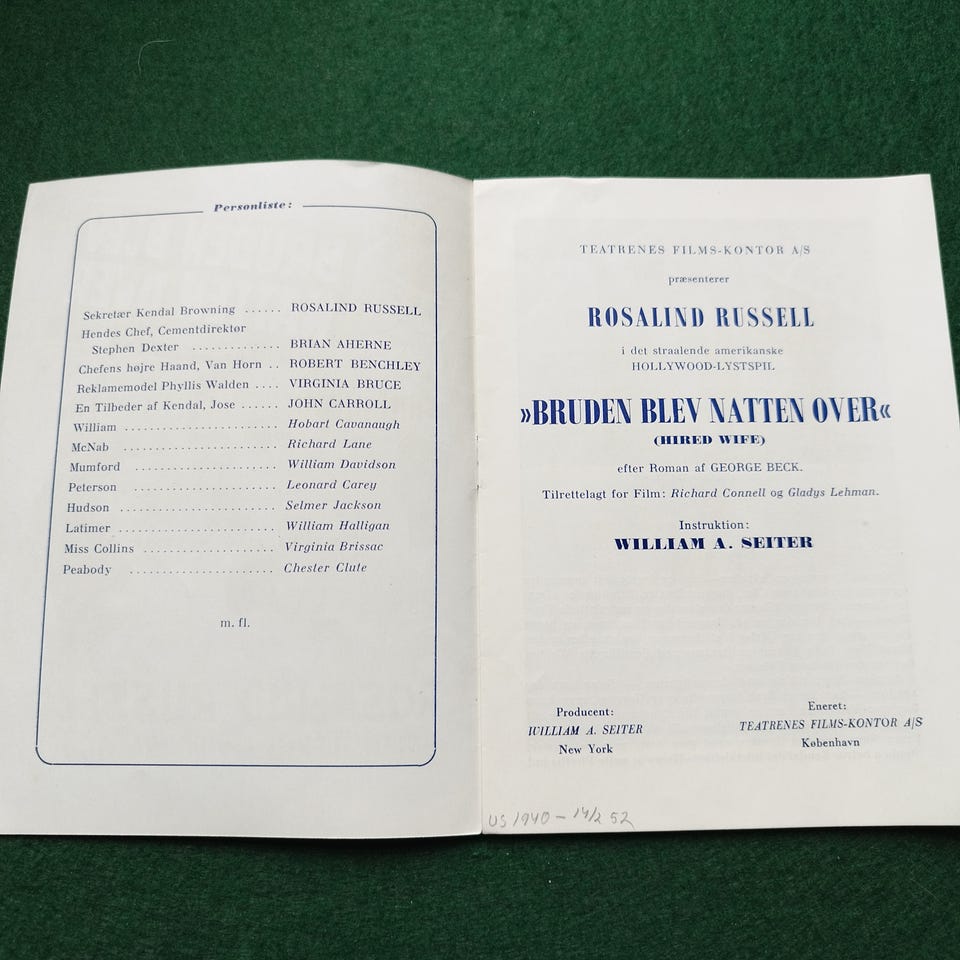 Personliste:
Sekretær Kendal Browning ...... ROSALIND RUSSELL
Hendes Chef, Cementdirektør
Stephen Dexter .............. BRIAN AHERNE
Chefens højre Haand, Van Horn .. ROBERT BENCHLEY
Reklamemodel Phyllis Walden .... VIRGINIA BRUCE
En Tilbeder af Kendal, Jose ...... JOHN CARROLL
William ........................ Hobart Cavanaugh
McNab ........................ Richard Lane
Mumford ...................... William Davidson
Peterson ...................... Leonard Carey
Hudson ........................ Selmer Jackson
Latimer ........................ William Halligan
Miss Collins .................... Virginia Brissac
Peabody ...................... Chester Clute
m. fl.
TEATRENES FILMS-KONTOR A/S
præsenterer
ROSALIND RUSSELL
i det straalende amerikanske
HOLLYWOOD-LYSTSPIL
»BRUDEN BLEV NATTEN OVER«
(HIRED WIFE)
efter Roman af GEORGE BECK.
Tilrettelagt for Film: Richard Connell og Gladys Lehman.
Instruktion:
WILLIAM A. SEITER
Producent:
WILLIAM A. SEITER
New York
Eneret:
TEATRENES FILMS-KONTOR A/S
København
US 1940 – 14/2 52